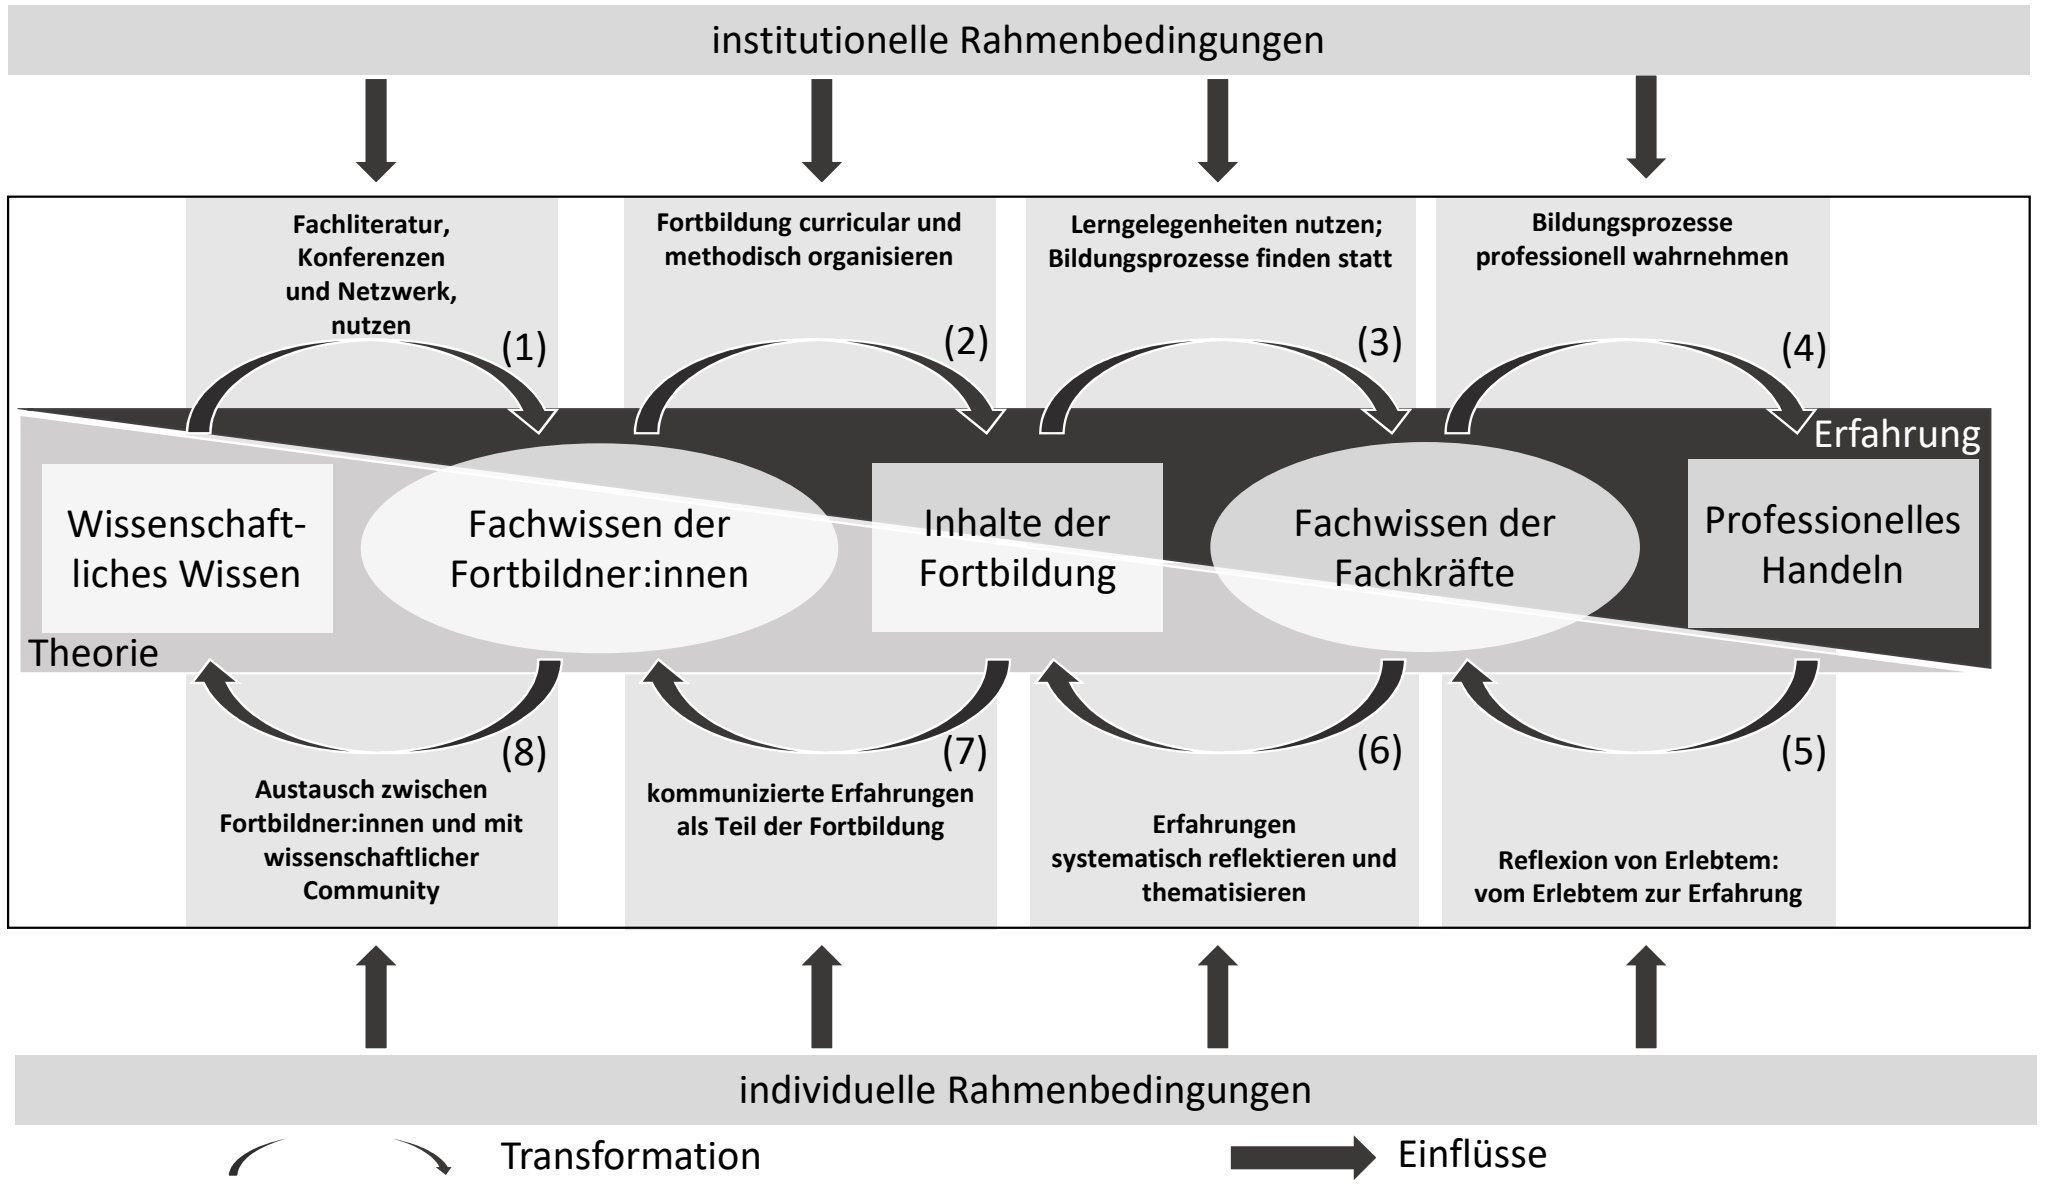 institutionelle Rahmenbedingungen
Fachliteratur,
Konferenzen
und Netzwerk,
nutzen
(1)
Fortbildung curricular und
methodisch organisieren
(2)
Lerngelegenheiten nutzen;
Bildungsprozesse finden statt
(3)
Bildungsprozesse
professionell wahrnehmen
(4)
Erfahrung
Wissenschaft-
liches Wissen
Fachwissen der
Fortbildner:innen
Inhalte der
Fortbildung
Fachwissen der
Fachkräfte
Professionelles
Handeln
Theorie
(8)
Austausch zwischen
Fortbildner:innen und mit
wissenschaftlicher
Community
(7)
kommunizierte Erfahrungen
als Teil der Fortbildung
(6)
Erfahrungen
systematisch reflektieren und
thematisieren
(5)
Reflexion von Erlebtem:
vom Erlebtem zur Erfahrung
individuelle Rahmenbedingungen
Transformation
Einflüsse